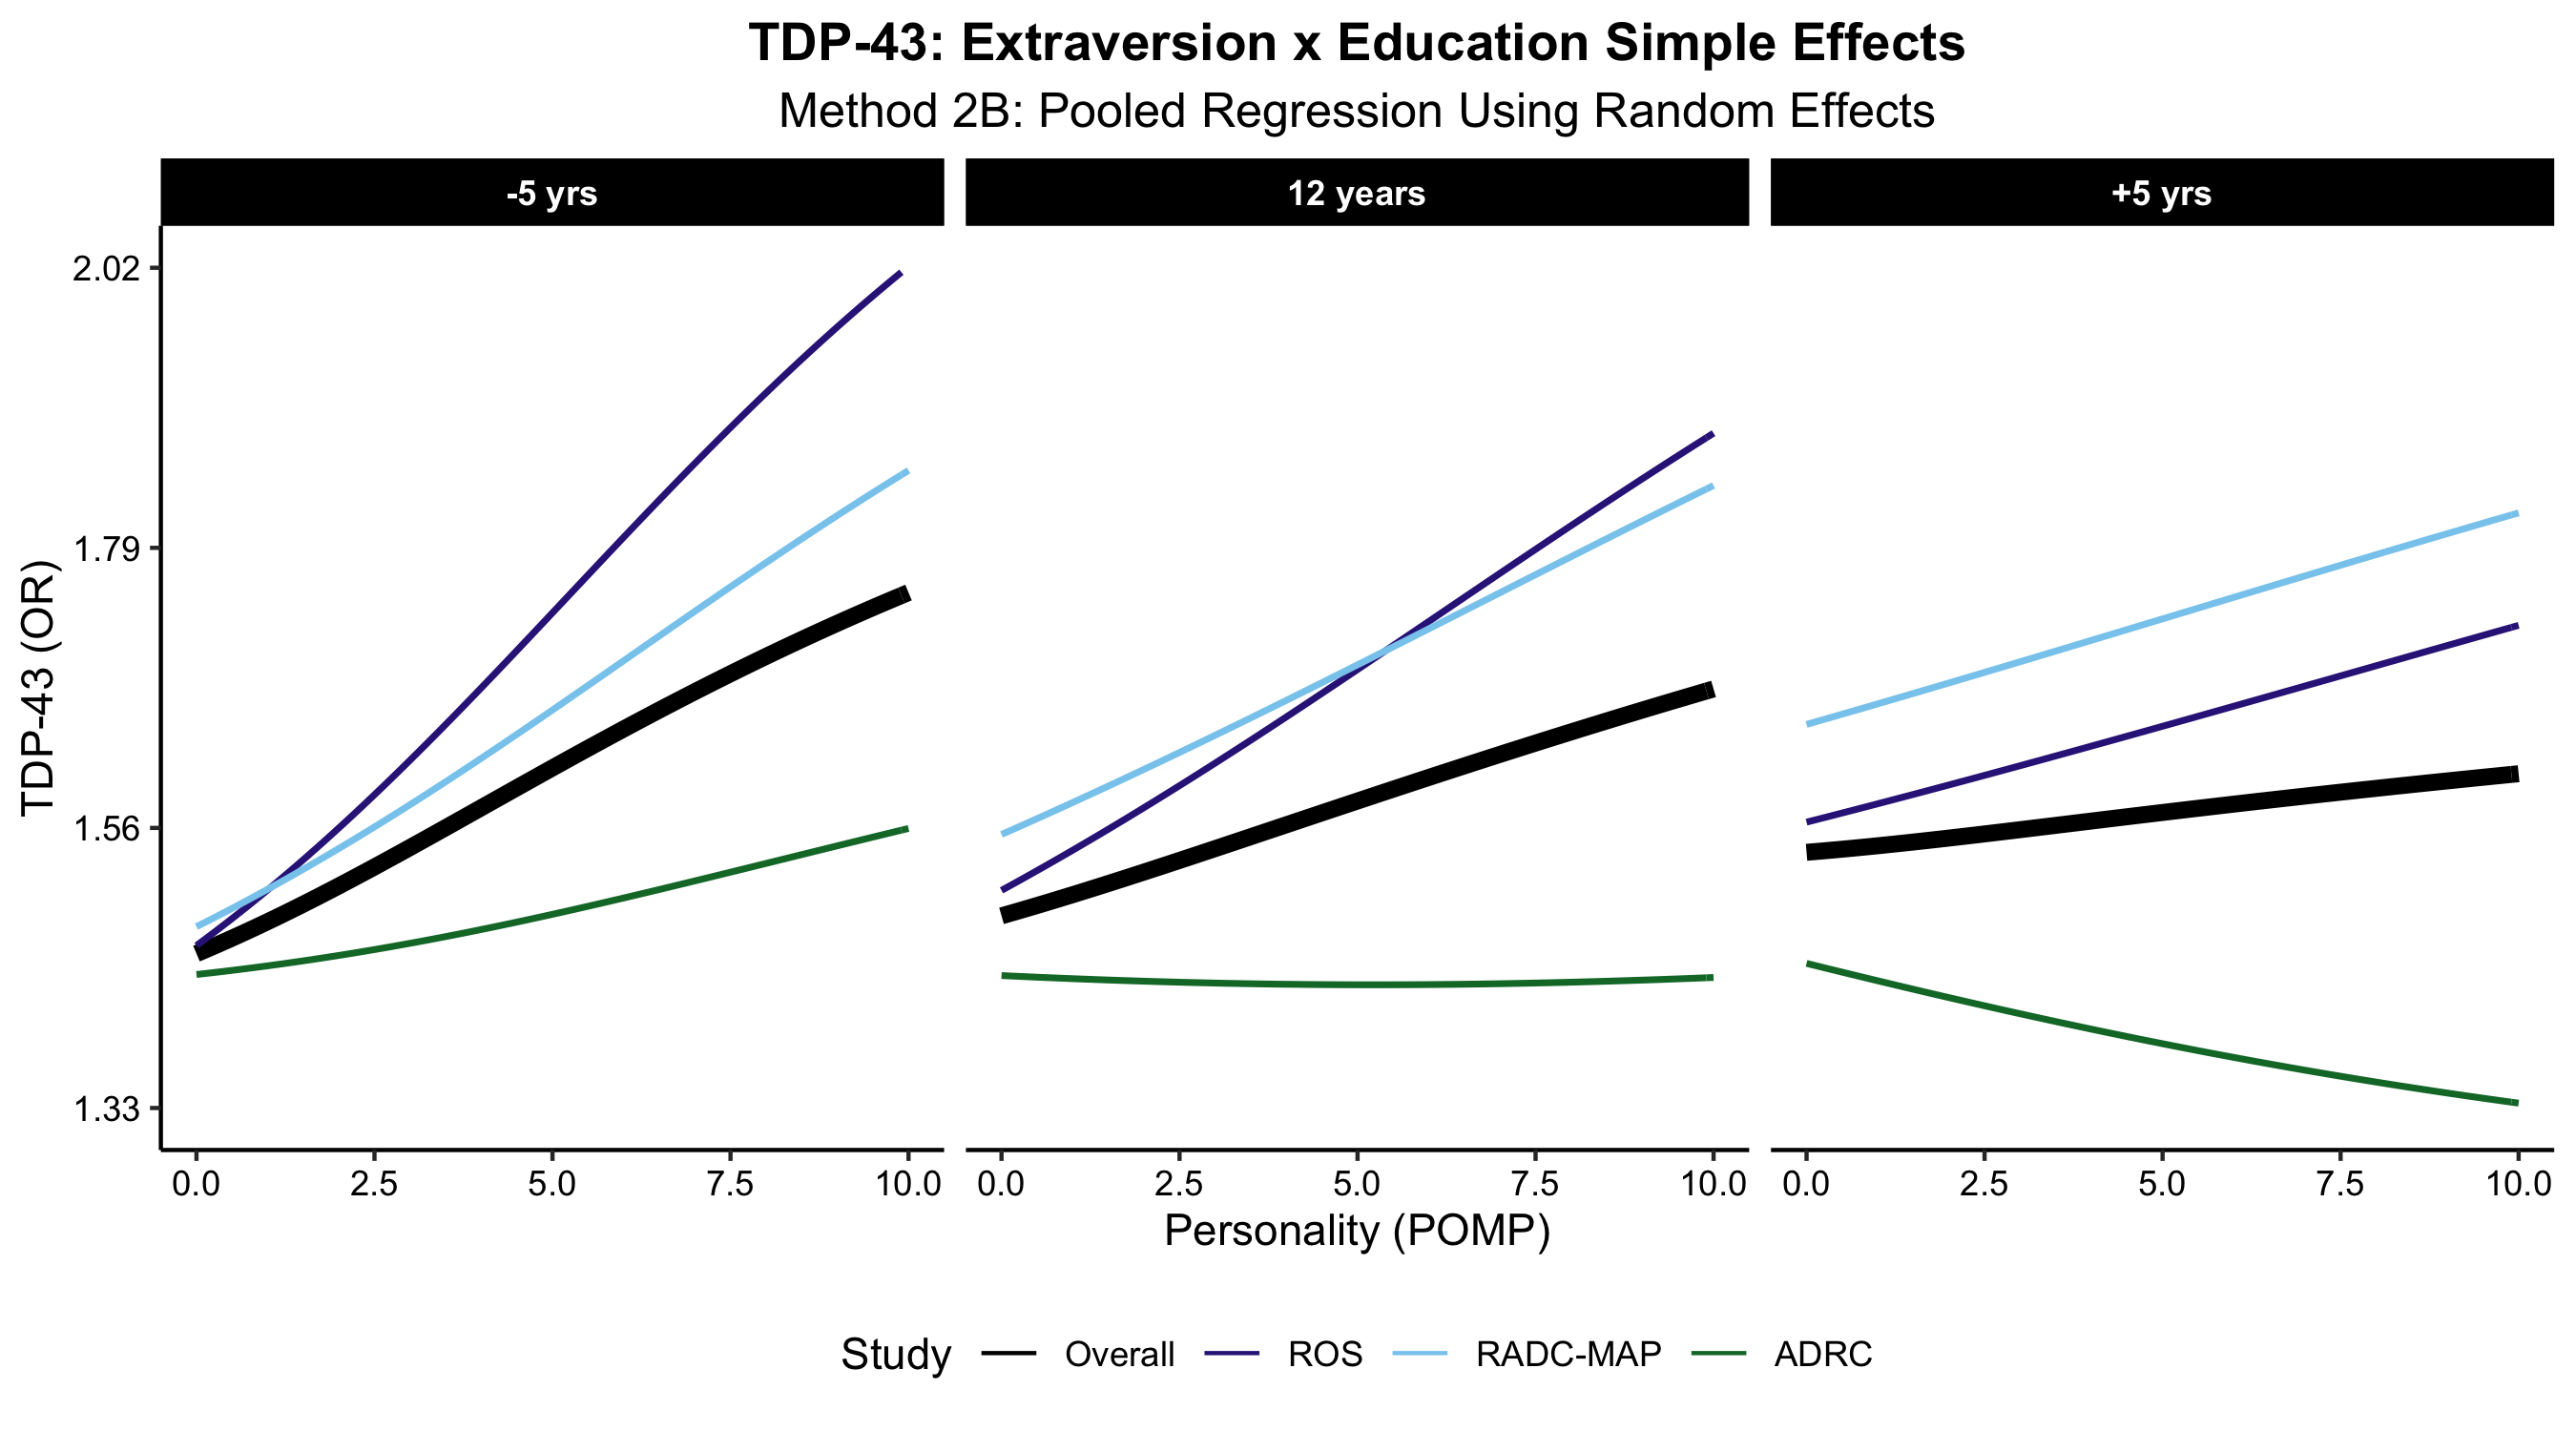 TDP-43: Extraversion x Education Simple Effects
Method 2B: Pooled Regression Using Random Effects
-5 yrs 12 years +5 yrs
TDP-43 (OR)
2.02
1.79
1.56
1.33
0.0 2.5 5.0 7.5 10.0 0.0 2.5 5.0 7.5 10.0 0.0 2.5 5.0 7.5 10.0
Personality (POMP)
Study Overall ROS RADC-MAP ADRC